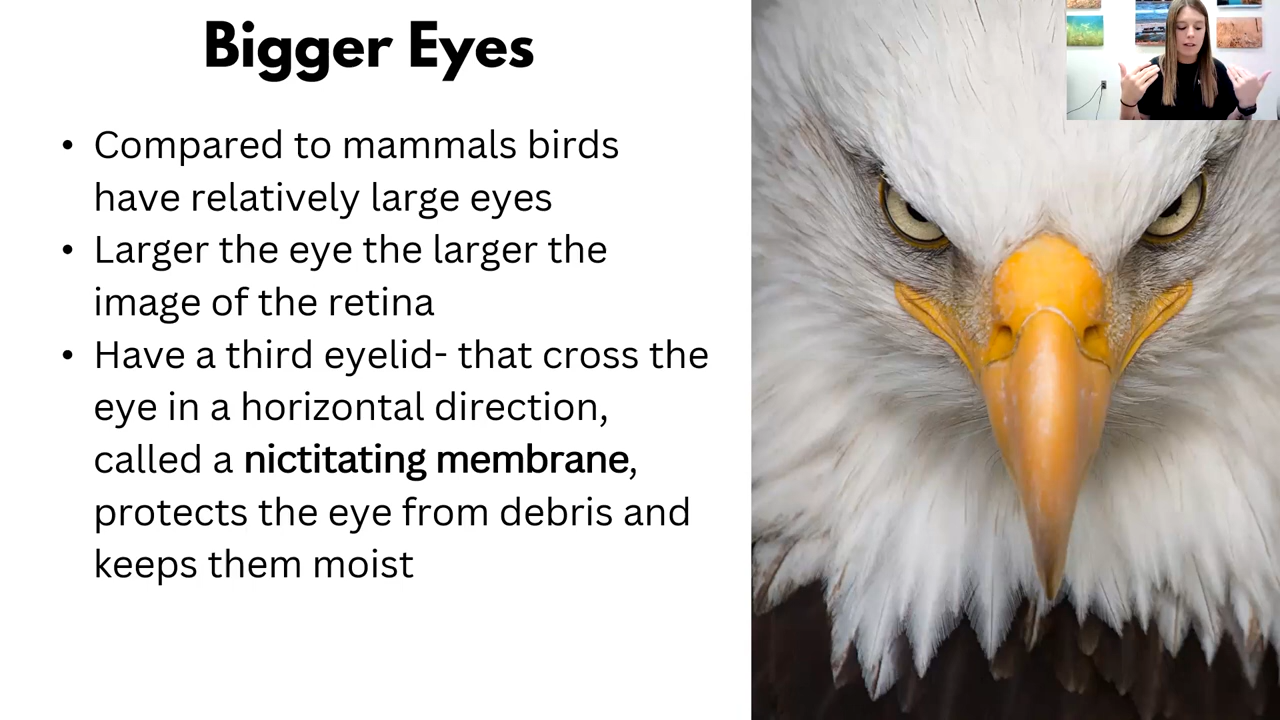 Bigger Eyes
• Compared to mammals birds
have relatively large eyes
• Larger the eye the larger the
image of the retina
• Have a third eyelid- that cross the
eye in a horizontal direction,
called a nictitating membrane,
protects the eye from debris and
keeps them moist